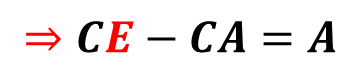 ⇒ CE − CA = A